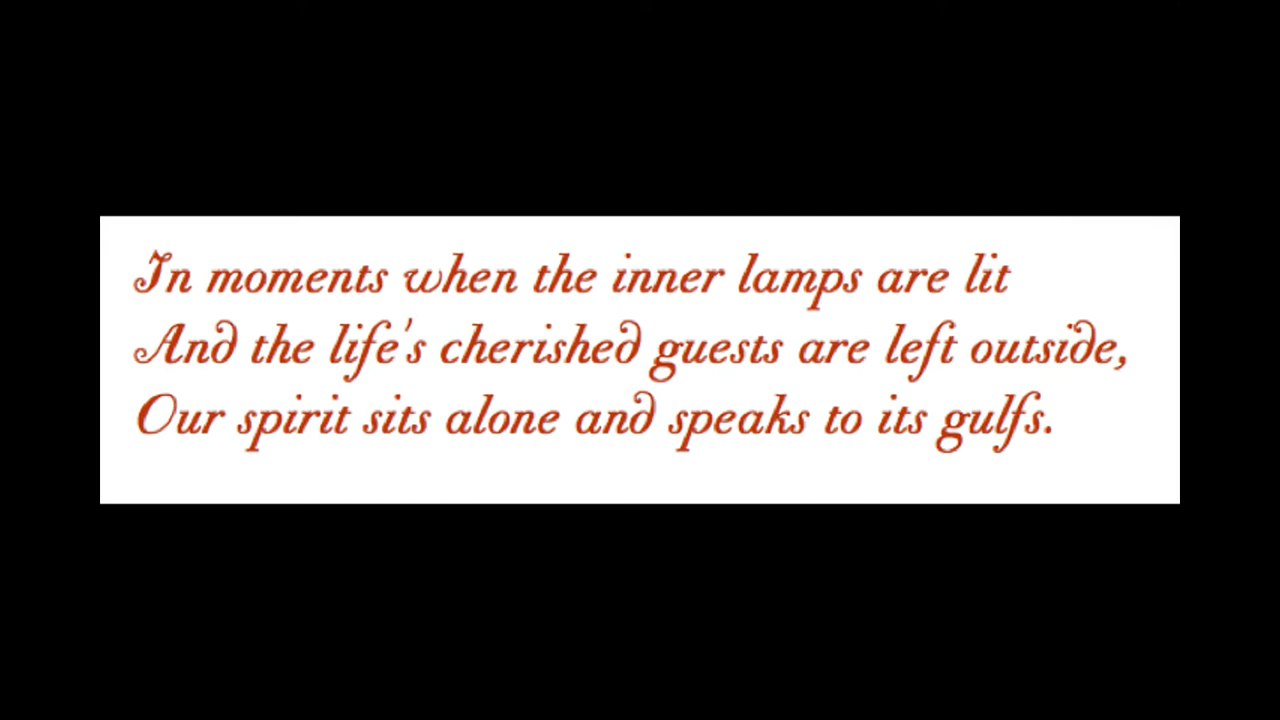 In moments when the inner lamps are lit
And the life's cherished guests are left outside,
Our spirit sits alone and speaks to its gulfs.